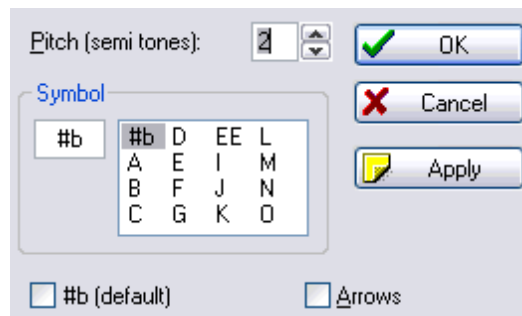 Pitch (semi tones): 2
OK
Symbol
Cancel
#b
#b D EE L
A E I M
B F J N
C G K O
Apply
#b (default)
Arrows